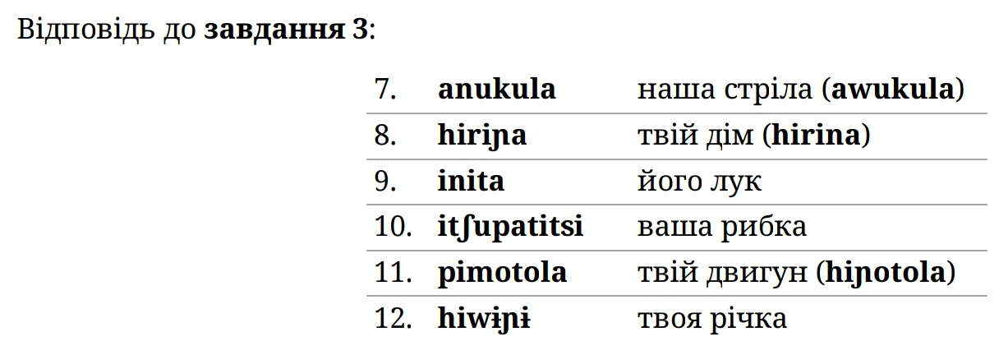 Відповідь до завдання 3:
7. anukula наша стріла (awukula)
8. hiriɲa твій дім (hirina)
9. inita його лук
10. itʃupatitsi ваша рибка
11. pimotola твій двигун (hiɲotola)
12. hiwɨɲɨ твоя річка